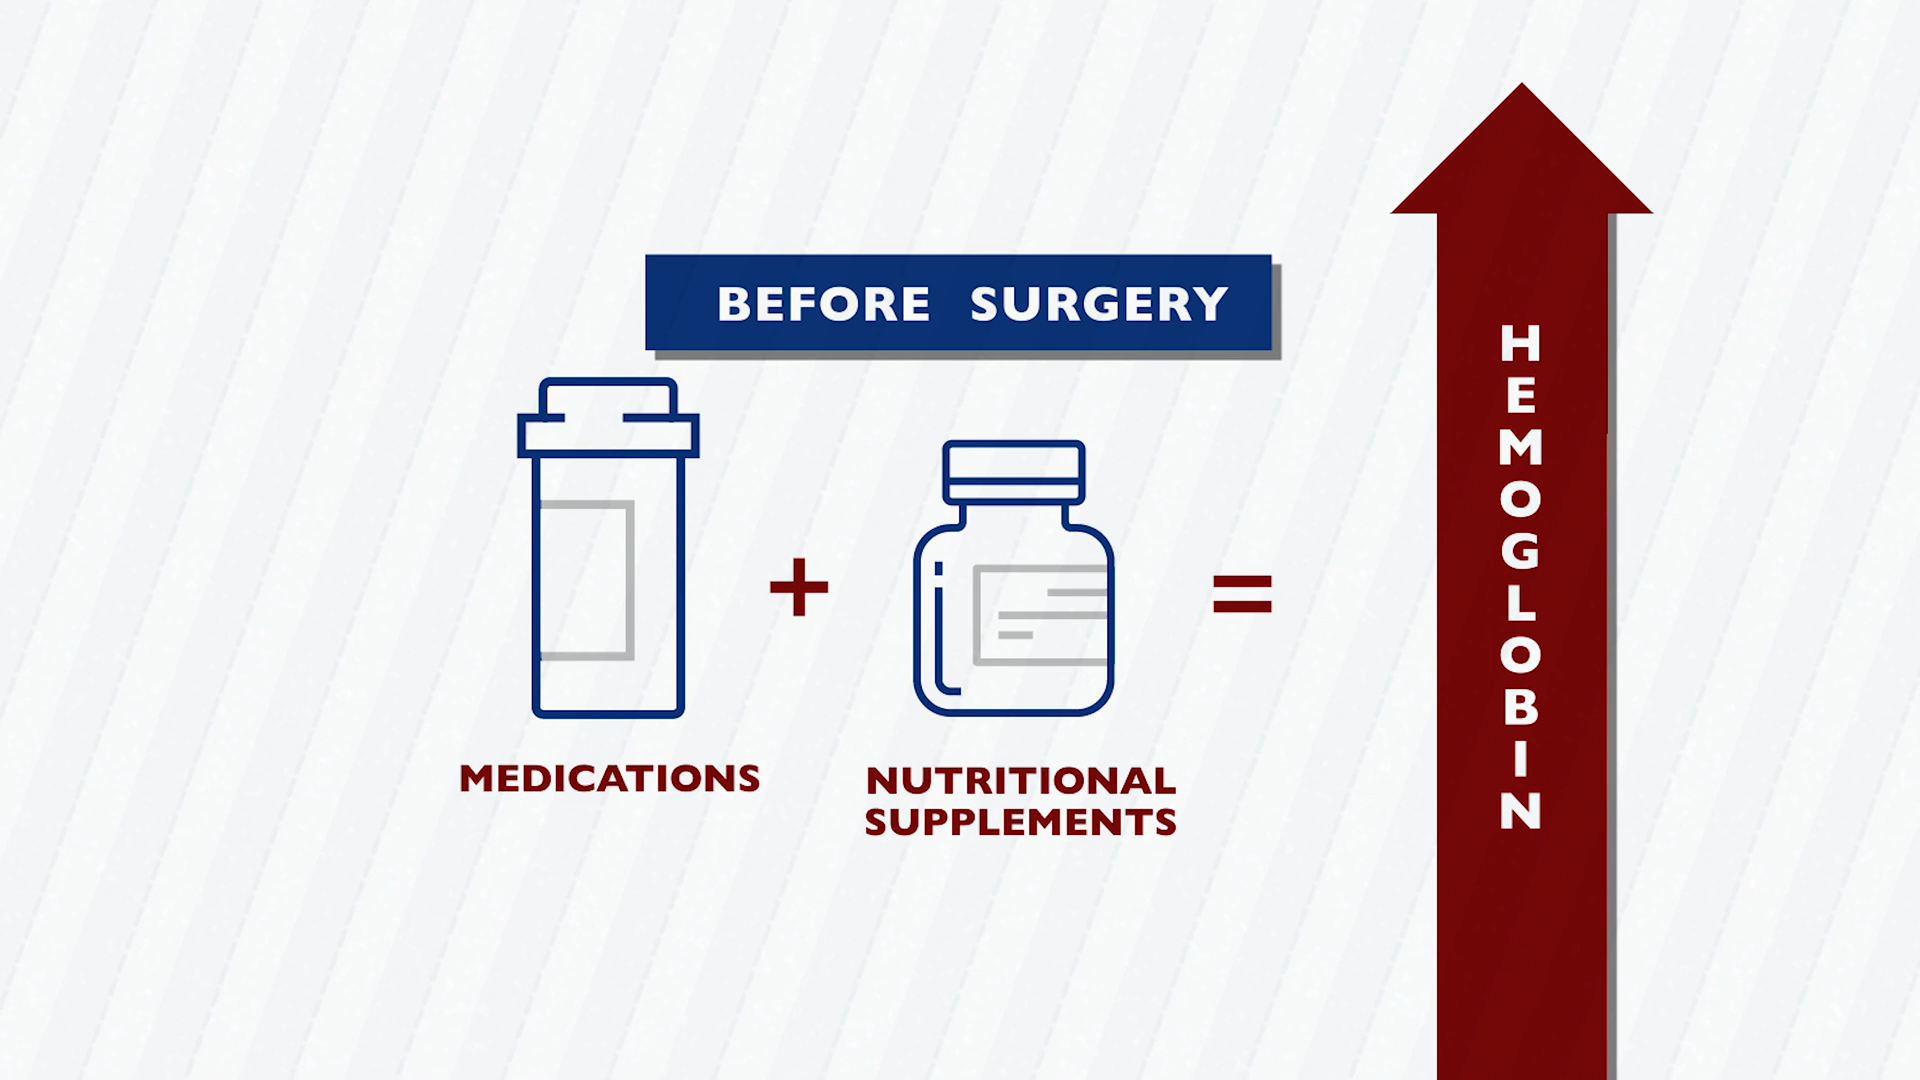 BEFORE SURGERY
MEDICATIONS
+
NUTRITIONAL
SUPPLEMENTS
=
HEMOGLOBIN